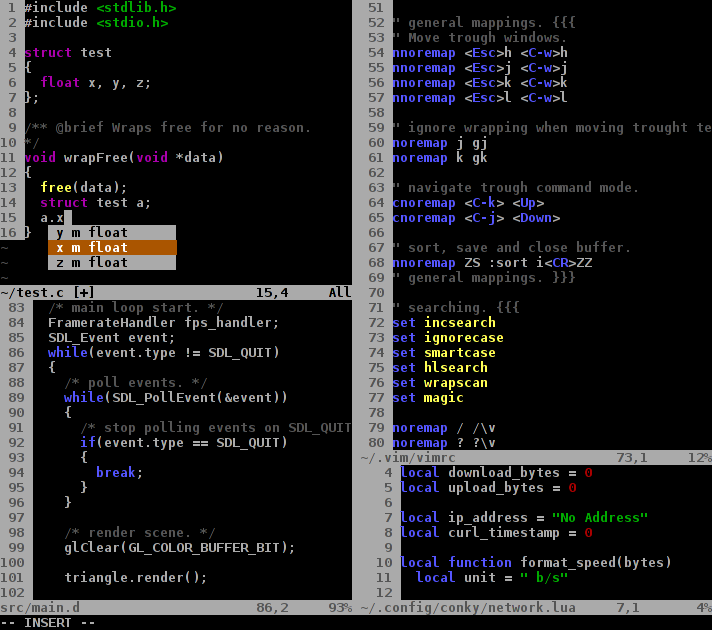 1 #include <stdlib.h>
2 #include <stdio.h>
3
4 struct test
5 {
6   float x, y, z;
7 };
8
9 /** @brief Wraps free for no reason.
10 */
11 void wrapFree(void *data)
12 {
13   free(data);
14   struct test a;
15   a.x
16 }
y m float
~ x m float
~ z m float
~
~/test.c [+] 15,4 All
83   /* main loop start. */
84   FramerateHandler fps_handler;
85   SDL_Event event;
86   while(event.type != SDL_QUIT)
87   {
88     /* poll events. */
89     while(SDL_PollEvent(&event))
90     {
91       /* stop polling events on SDL_QUIT
92       if(event.type == SDL_QUIT)
93       {
94         break;
95       }
96     }
97
98     /* render scene. */
99     glClear(GL_COLOR_BUFFER_BIT);
100
101     triangle.render();
102
src/main.d 86,2 93%
51
52 " general mappings. {{{
53 " Move trough windows.
54 nnoremap <Esc>h <C-w>h
55 nnoremap <Esc>j <C-w>j
56 nnoremap <Esc>k <C-w>k
57 nnoremap <Esc>l <C-w>l
58
59 " ignore wrapping when moving trought te
60 noremap j gj
61 noremap k gk
62
63 " navigate trough command mode.
64 cnoremap <C-k> <Up>
65 cnoremap <C-j> <Down>
66
67 " sort, save and close buffer.
68 nnoremap ZS :sort i<CR>ZZ
69 " general mappings. }}}
70
71 " searching. {{{
72 set incsearch
73 set ignorecase
74 set smartcase
75 set hlsearch
76 set wrapscan
77 set magic
78
79 noremap / /\v
80 noremap ? ?\v
~/.vim/vimrc 73,1 12%
4 local download_bytes = 0
5 local upload_bytes = 0
6
7 local ip_address = "No Address"
8 local curl_timestamp = 0
9
10 local function format_speed(bytes)
11   local unit = " b/s"
12
~/.config/conky/network.lua 7,1 4%
-- INSERT --